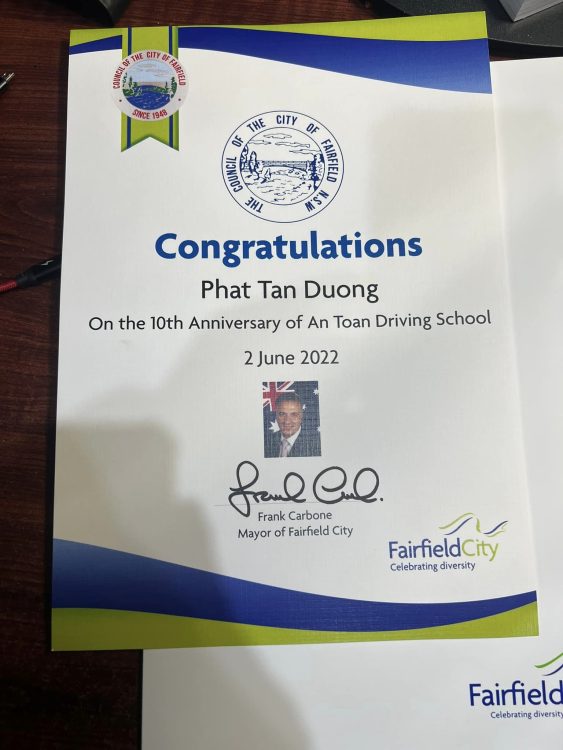 COUNCIL OF THE CITY OF FAIRFIELD
SINCE 1949
THE COUNCIL OF THE CITY OF FAIRFIELD N.S.W
Congratulations
Phat Tan Duong
On the 10th Anniversary of An Toan Driving School
2 June 2022
Frank Carbone
Mayor of Fairfield City
FairfieldCity
Celebrating diversity
Fairfield
Celebrating diversity